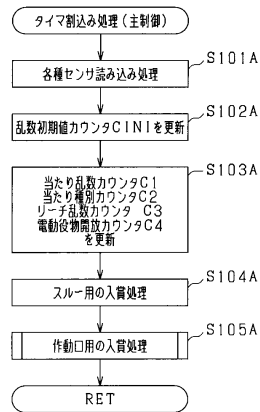 タイマ割込み処理(主制御)
S101A
各種センサ読み込み処理
S102A
乱数初期値カウンタCINIを更新
S103A
当たり乱数カウンタC1
当たり種別カウンタC2
リーチ乱数カウンタ C3
電動役物開放カウンタC4
を更新
S104A
スルー用の入賞処理
S105A
作動口用の入賞処理
RET